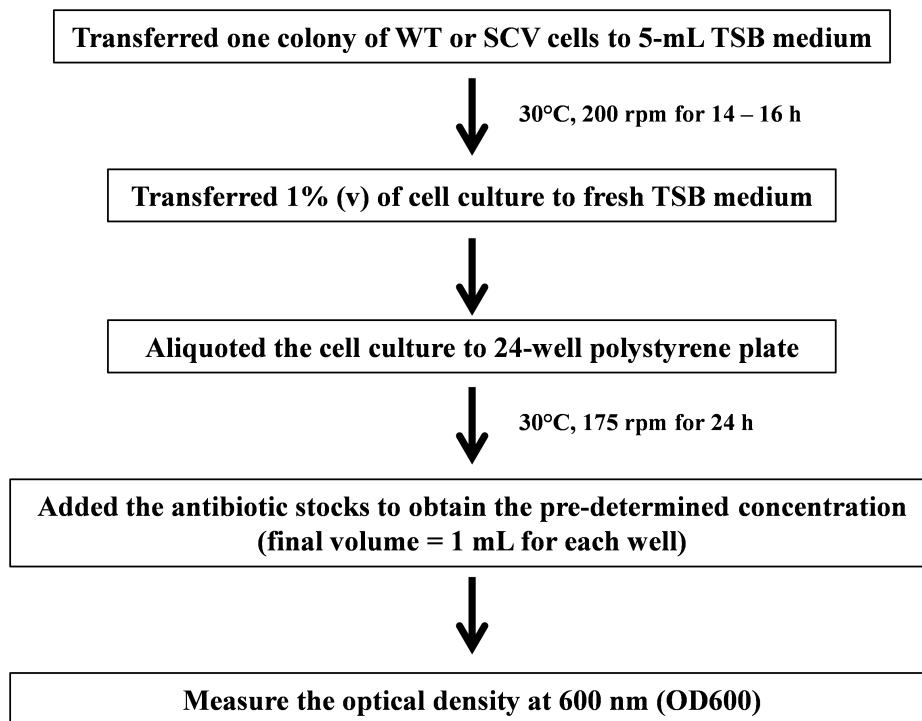 Transferred one colony of WT or SCV cells to 5-mL TSB medium
30°C, 200 rpm for 14 – 16 h
Transferred 1% (v) of cell culture to fresh TSB medium
Aliquoted the cell culture to 24-well polystyrene plate
30°C, 175 rpm for 24 h
Added the antibiotic stocks to obtain the pre-determined concentration
(final volume = 1 mL for each well)
Measure the optical density at 600 nm (OD600)